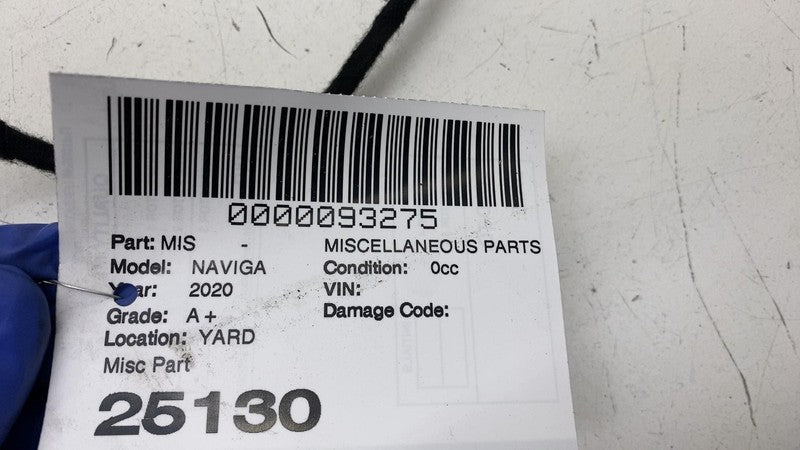 0000093275
Part: MIS - MISCELLANEOUS PARTS
Model: NAVIGA Condition: 0cc
Year: 2020 VIN:
Grade: A+ Damage Code:
Location: YARD
Misc Part
25130